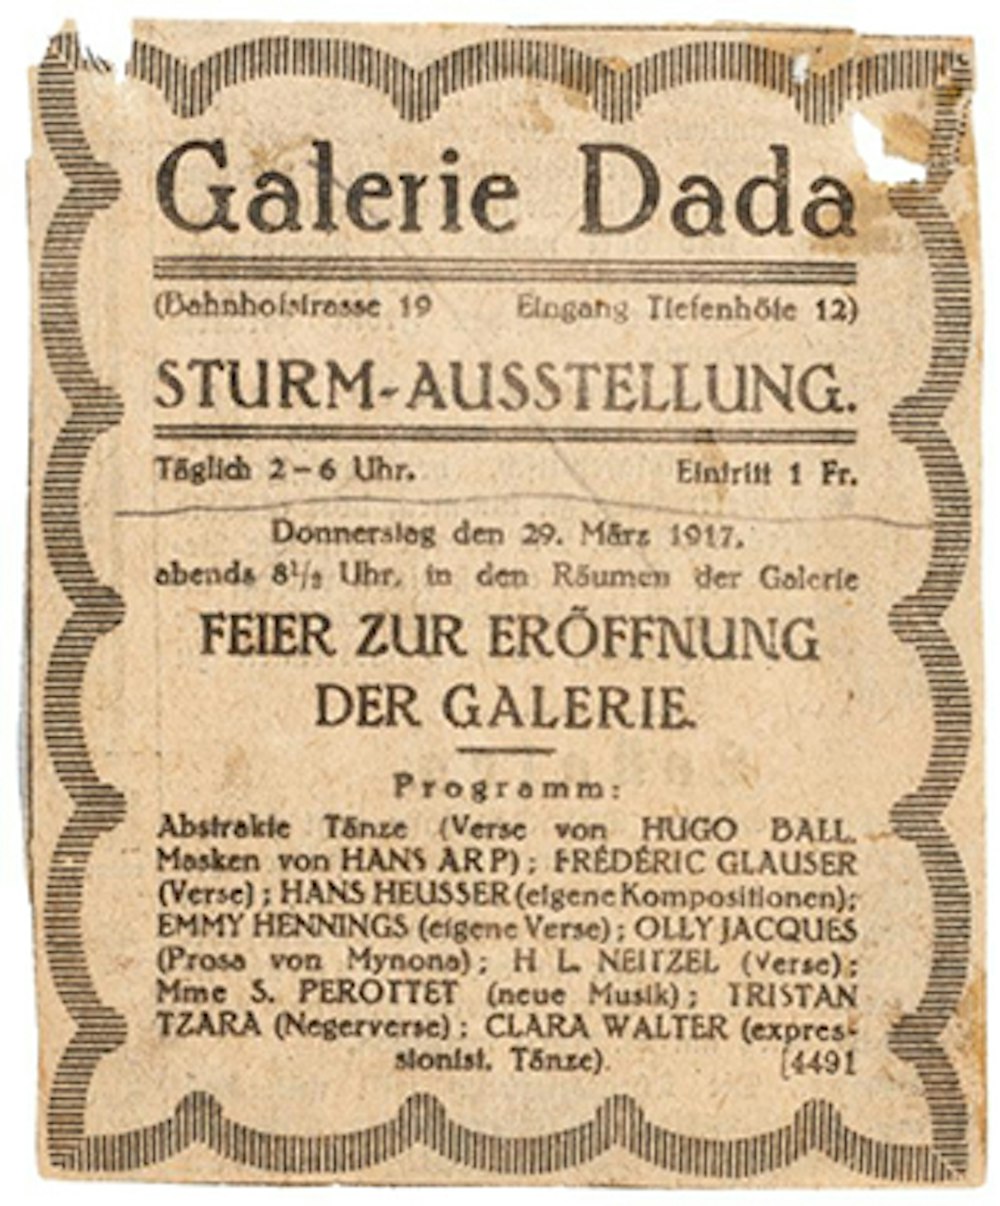 Galerie Dada
(Bahnhofstrasse 19 Eingang Tiefenhöfe 12)
STURM-AUSSTELLUNG.
Täglich 2–6 Uhr. Eintritt 1 Fr.
Donnerstag den 29. März 1917.
abends 8½ Uhr, in den Räumen der Galerie
FEIER ZUR ERÖFFNUNG
DER GALERIE.
Programm:
Abstrakte Tänze (Verse von HUGO BALL.
Masken von HANS ARP); FRÉDÉRIC GLAUSER
(Verse); HANS HEUSSER (eigene Kompositionen);
EMMY HENNINGS (eigene Verse); OLLY JACQUES
(Prosa von Mynona); H. L. NEITZEL (Verse);
Mme S. PEROTTET (neue Musik); TRISTAN
TZARA (Negerverse); CLARA WALTER (expres-
sionist. Tänze). [4491